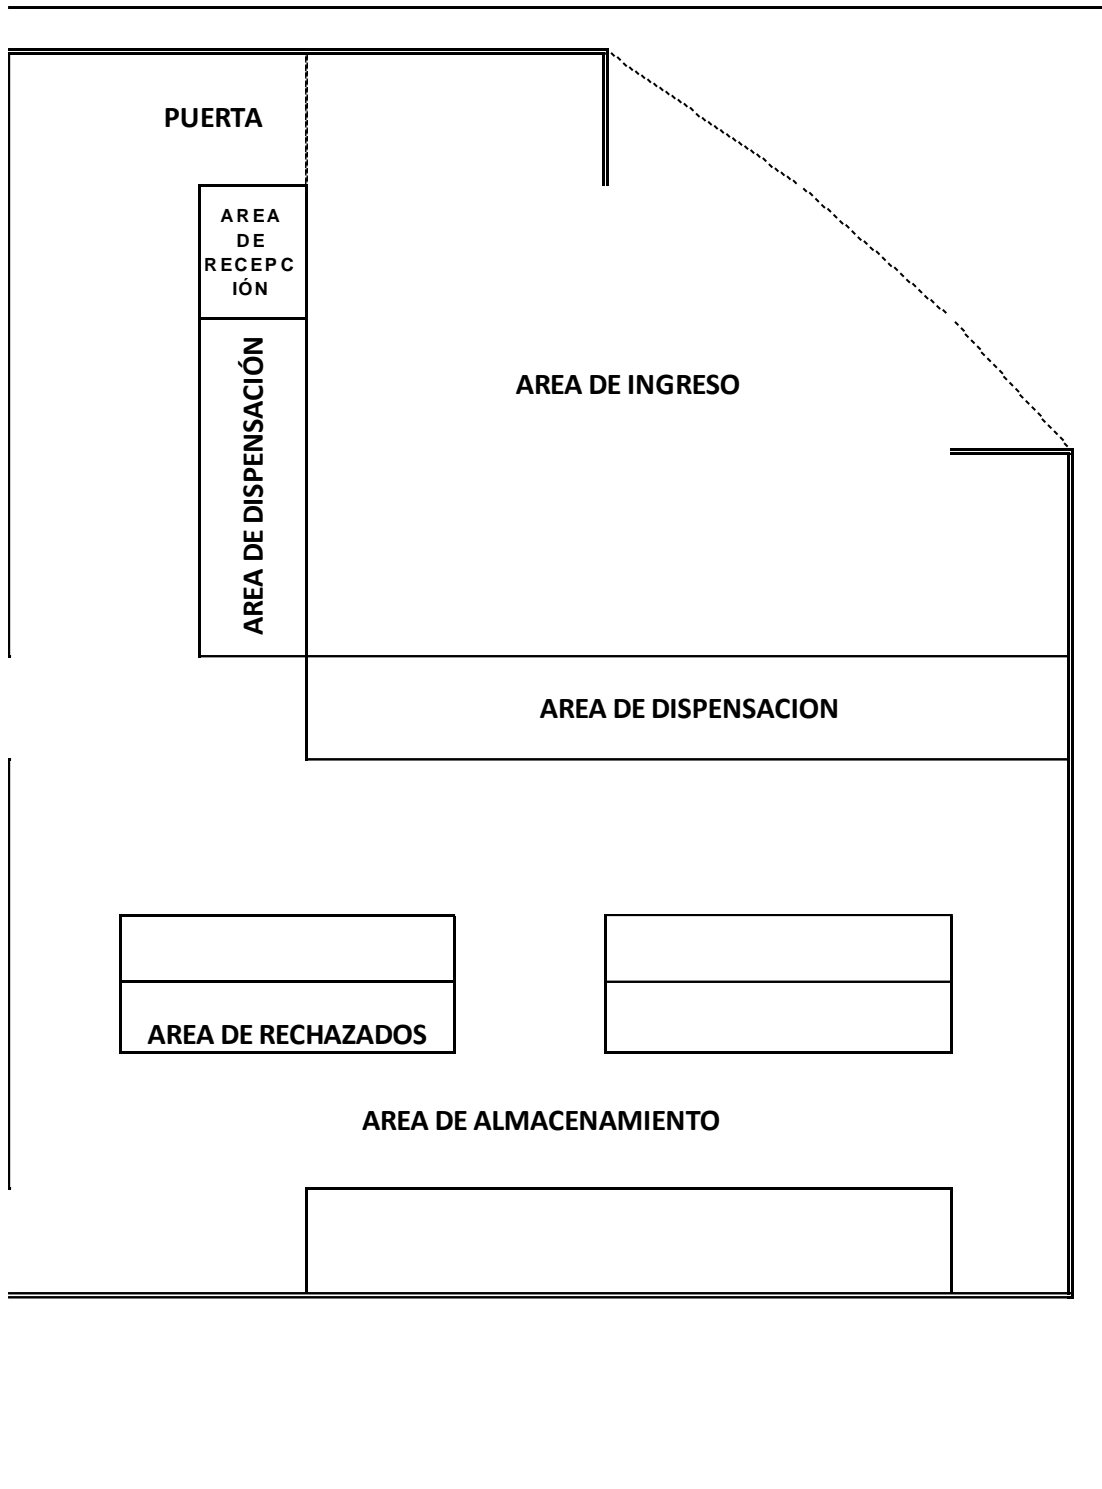 PUERTA
AREA
DE
RECEPC
IÓN
AREA DE DISPENSACIÓN
AREA DE INGRESO
AREA DE DISPENSACION
AREA DE RECHAZADOS
AREA DE ALMACENAMIENTO